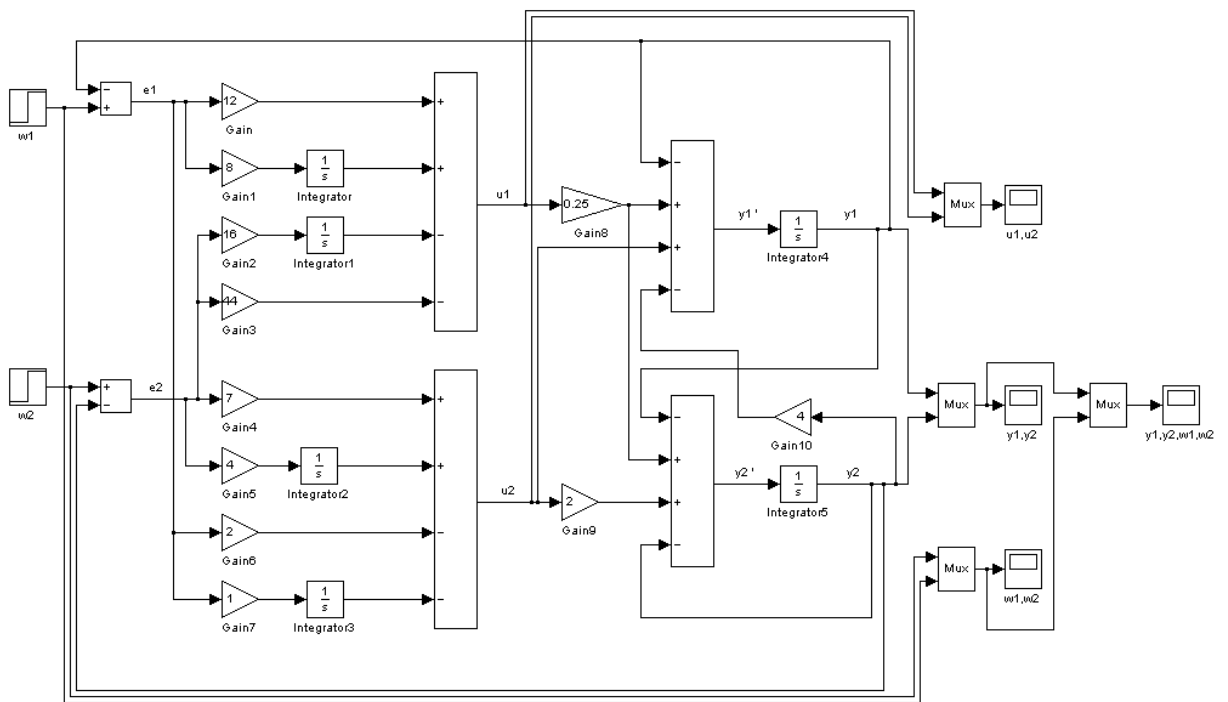 −
+
e1
w1
12
Gain
+
8
Gain1
1
s
Integrator
+
16
Gain2
1
s
Integrator1
−
44
Gain3
−
u1
0.25
Gain8
−
+
+
−
y1 '
1
s
Integrator4
y1
Mux
u1,u2
w2
+
−
e2
7
Gain4
+
4
Gain5
1
s
Integrator2
+
2
Gain6
−
1
Gain7
1
s
Integrator3
−
u2
2
Gain9
4
Gain10
−
+
+
−
y2 '
1
s
Integrator5
y2
Mux
y1,y2
Mux
y1,y2,w1,w2
Mux
w1,w2